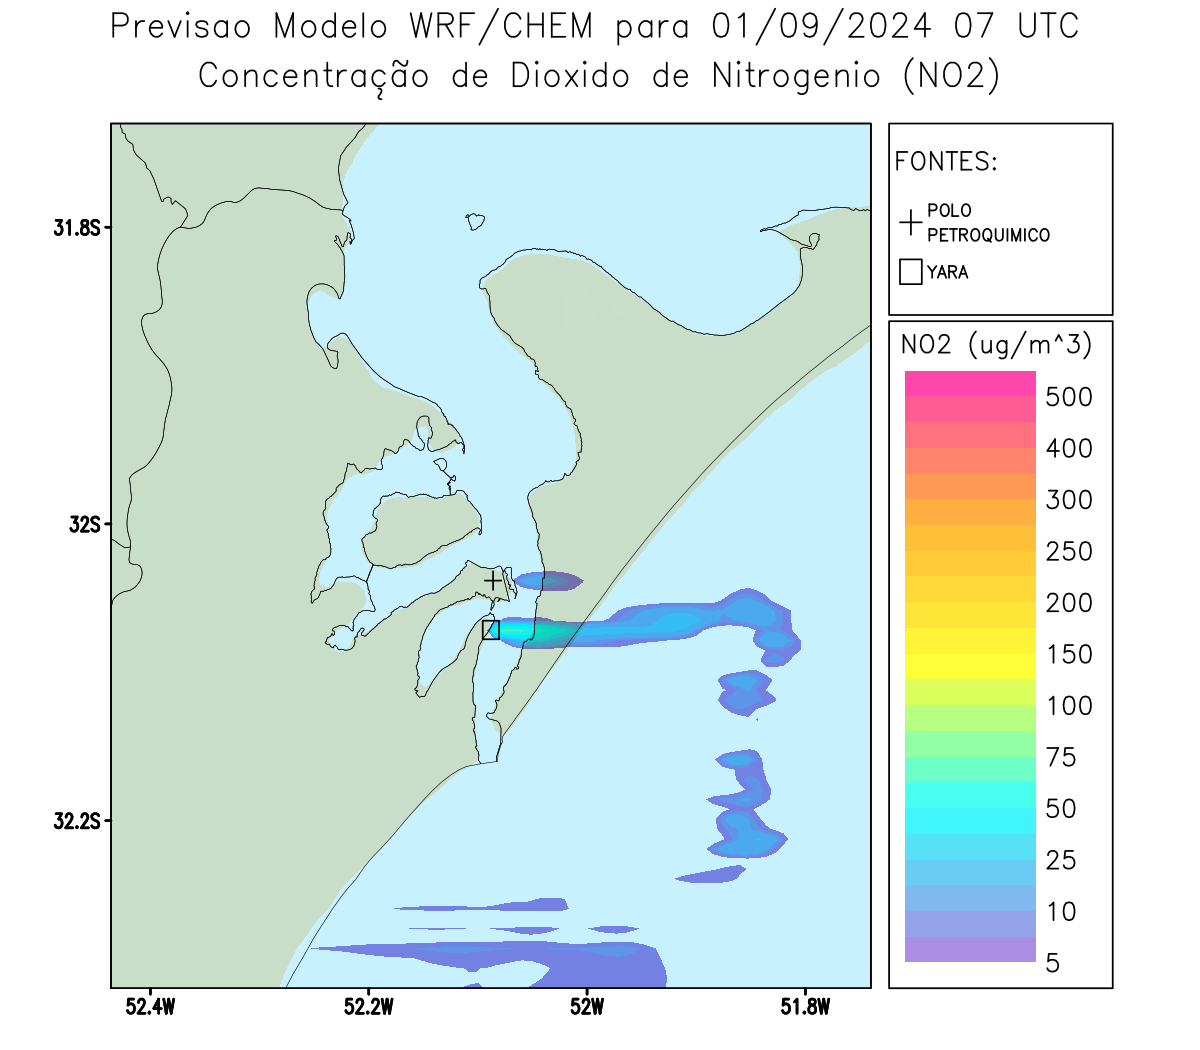 Previsao Modelo WRF/CHEM para 01/09/2024 07 UTC
Concentração de Dioxido de Nitrogenio (NO2)
FONTES:
POLO
PETROQUIMICO
YARA
NO2 (ug/m^3)
500
400
300
250
200
150
100
75
50
25
10
5
31.8S
32S
32.2S
52.4W
52.2W
52W
51.8W